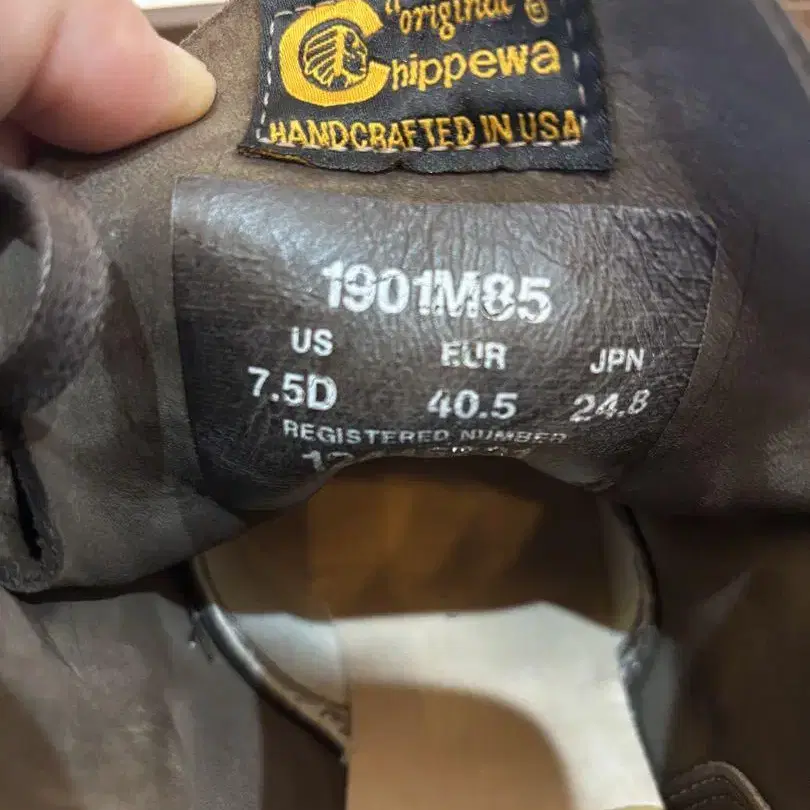 "original ©
Chippewa
HANDCRAFTED IN USA
1901M85
US EUR JPN
7.5D 40.5 24.8
REGISTERED NUMBER